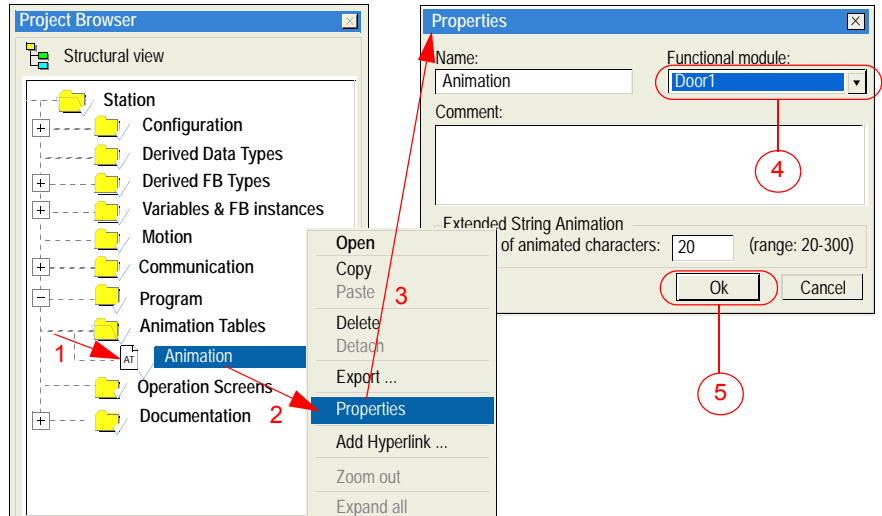 Project Browser
Structural view
Station
Configuration
Derived Data Types
Derived FB Types
Variables & FB instances
Motion
Communication
Program
Animation Tables
1
AT
Animation
Operation Screens
2
Documentation
Open
Copy
Paste
3
Delete
Detach
Export ...
Properties
Add Hyperlink ...
Zoom out
Expand all
Properties
Name:
Functional module:
Animation
Door1
Comment:
4
Extended String Animation
of animated characters: 20 (range: 20-300)
Ok
Cancel
5